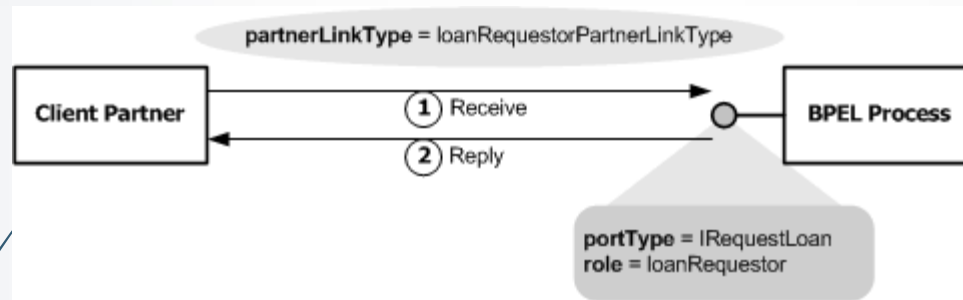 partnerLinkType = loanRequestorPartnerLinkType
Client Partner
1 Receive
2 Reply
BPEL Process
portType = IRequestLoan
role = loanRequestor